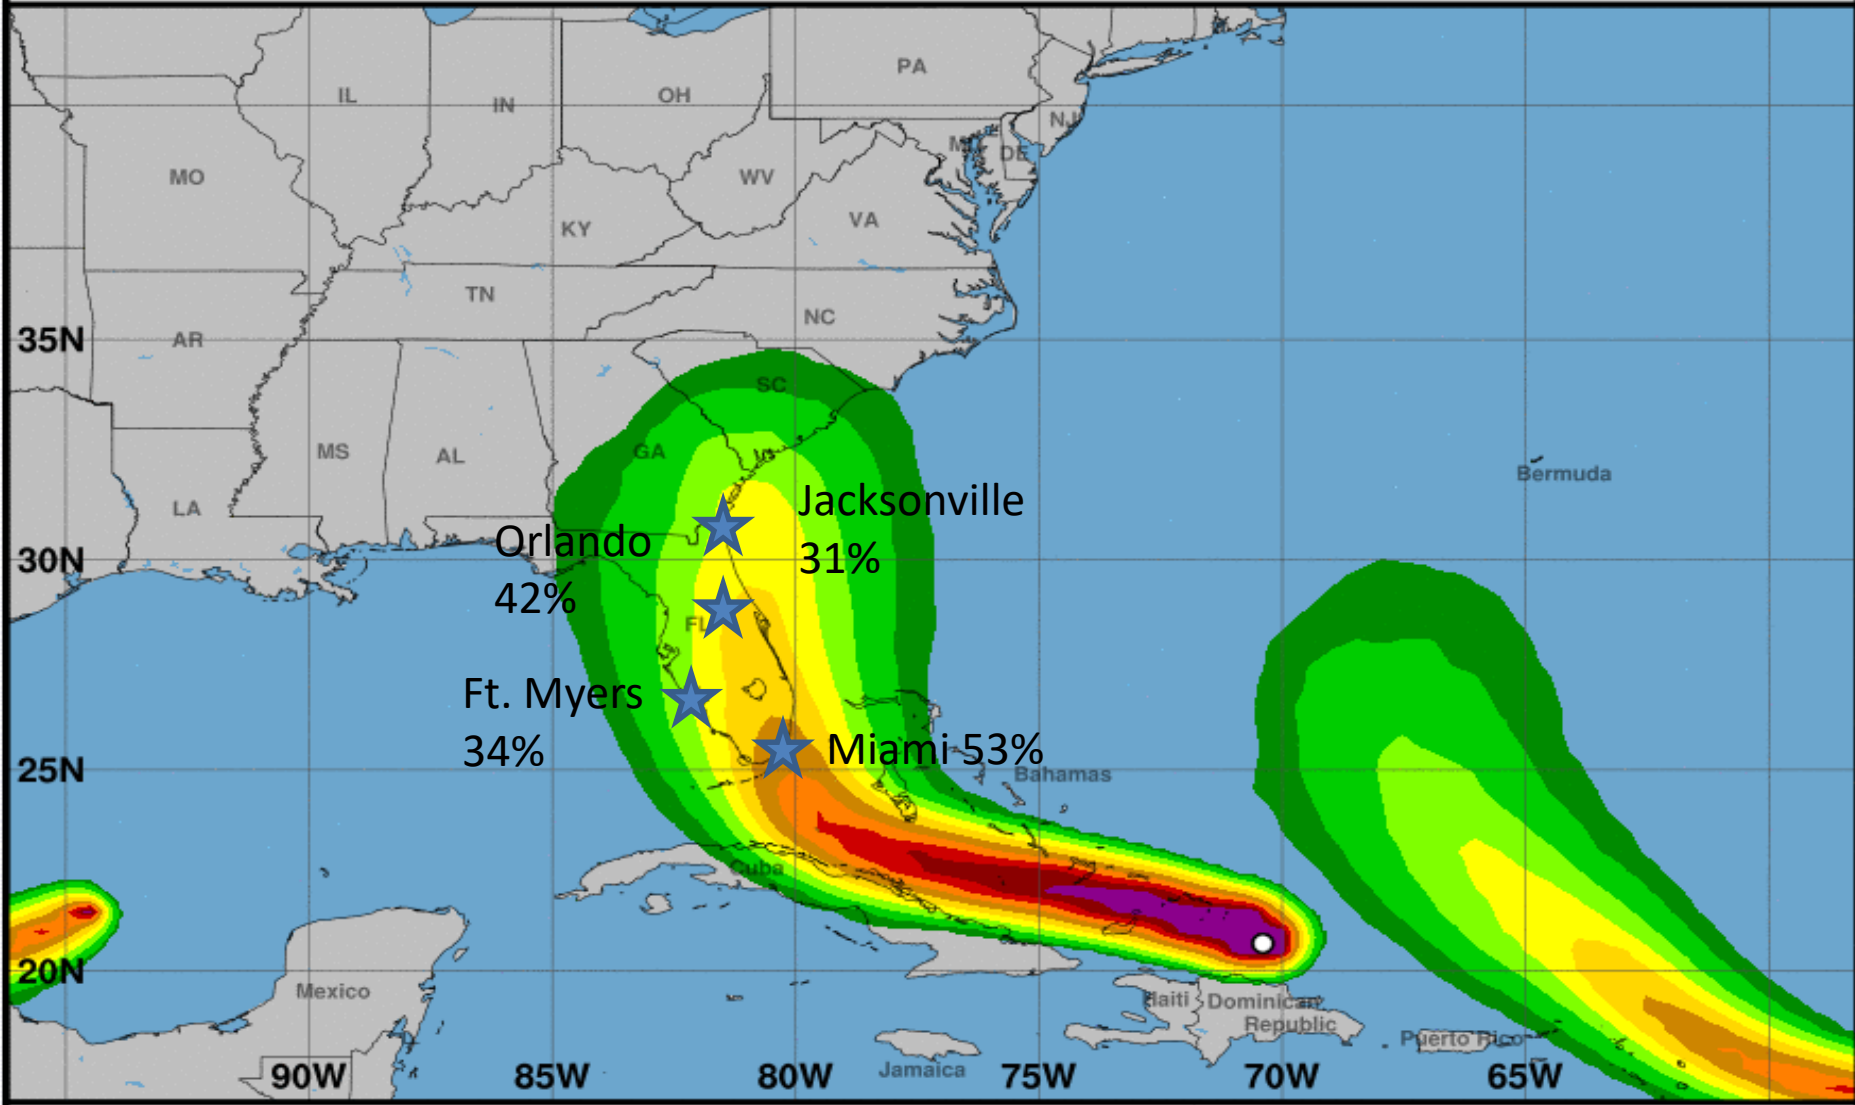 PA
IL
IN
OH
NJ
DE
MO
WV
VA
KY
TN
NC
35N
AR
SC
MS
AL
GA
Bermuda
LA
Jacksonville
31%
Orlando
42%
30N
FL
Ft. Myers
34%
Miami 53%
25N
Bahamas
Cuba
20N
Mexico
Haiti
Dominican
Republic
Puerto Rico
Jamaica
90W
85W
80W
75W
70W
65W